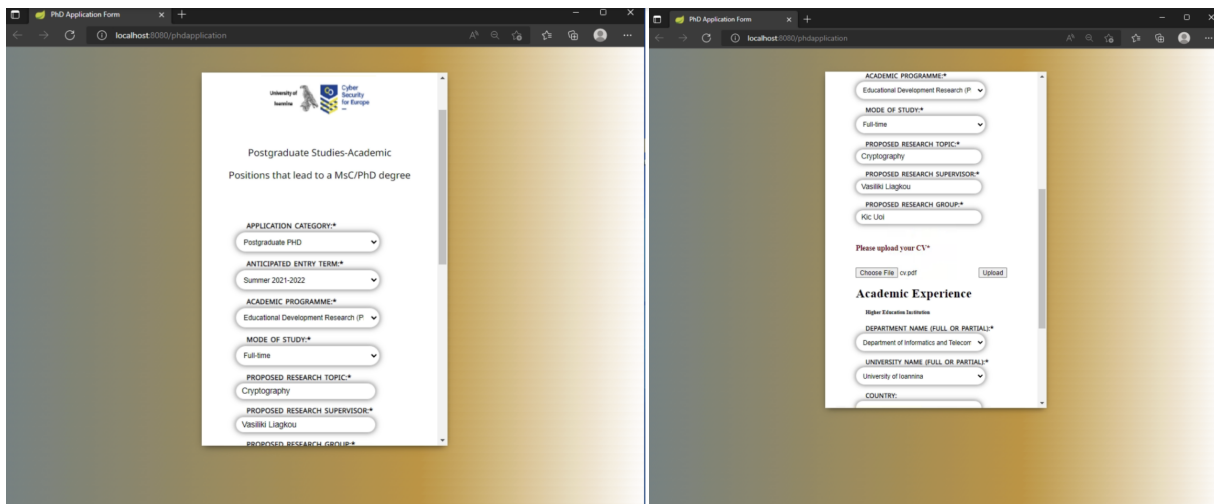 PhD Application Form
localhost:8080/phdapplication
University of
Ioannina
Cyber
Security
for Europe
Postgraduate Studies-Academic
Positions that lead to a MsC/PhD degree
APPLICATION CATEGORY:*
Postgraduate PHD
ANTICIPATED ENTRY TERM:*
Summer 2021-2022
ACADEMIC PROGRAMME:*
Educational Development Research (P
MODE OF STUDY:*
Full-time
PROPOSED RESEARCH TOPIC:*
Cryptography
PROPOSED RESEARCH SUPERVISOR:*
Vasiliki Liagkou
PROPOSED RESEARCH GROUP:*
PhD Application Form
localhost:8080/phdapplication
ACADEMIC PROGRAMME:*
Educational Development Research (P
MODE OF STUDY:*
Full-time
PROPOSED RESEARCH TOPIC:*
Cryptography
PROPOSED RESEARCH SUPERVISOR:*
Vasiliki Liagkou
PROPOSED RESEARCH GROUP:*
Kic Uoi
Please upload your CV*
Choose File cv.pdf Upload
Academic Experience
Higher Education Institution
DEPARTMENT NAME (FULL OR PARTIAL):*
Department of Informatics and Telecom
UNIVERSITY NAME (FULL OR PARTIAL):*
University of Ioannina
COUNTRY: